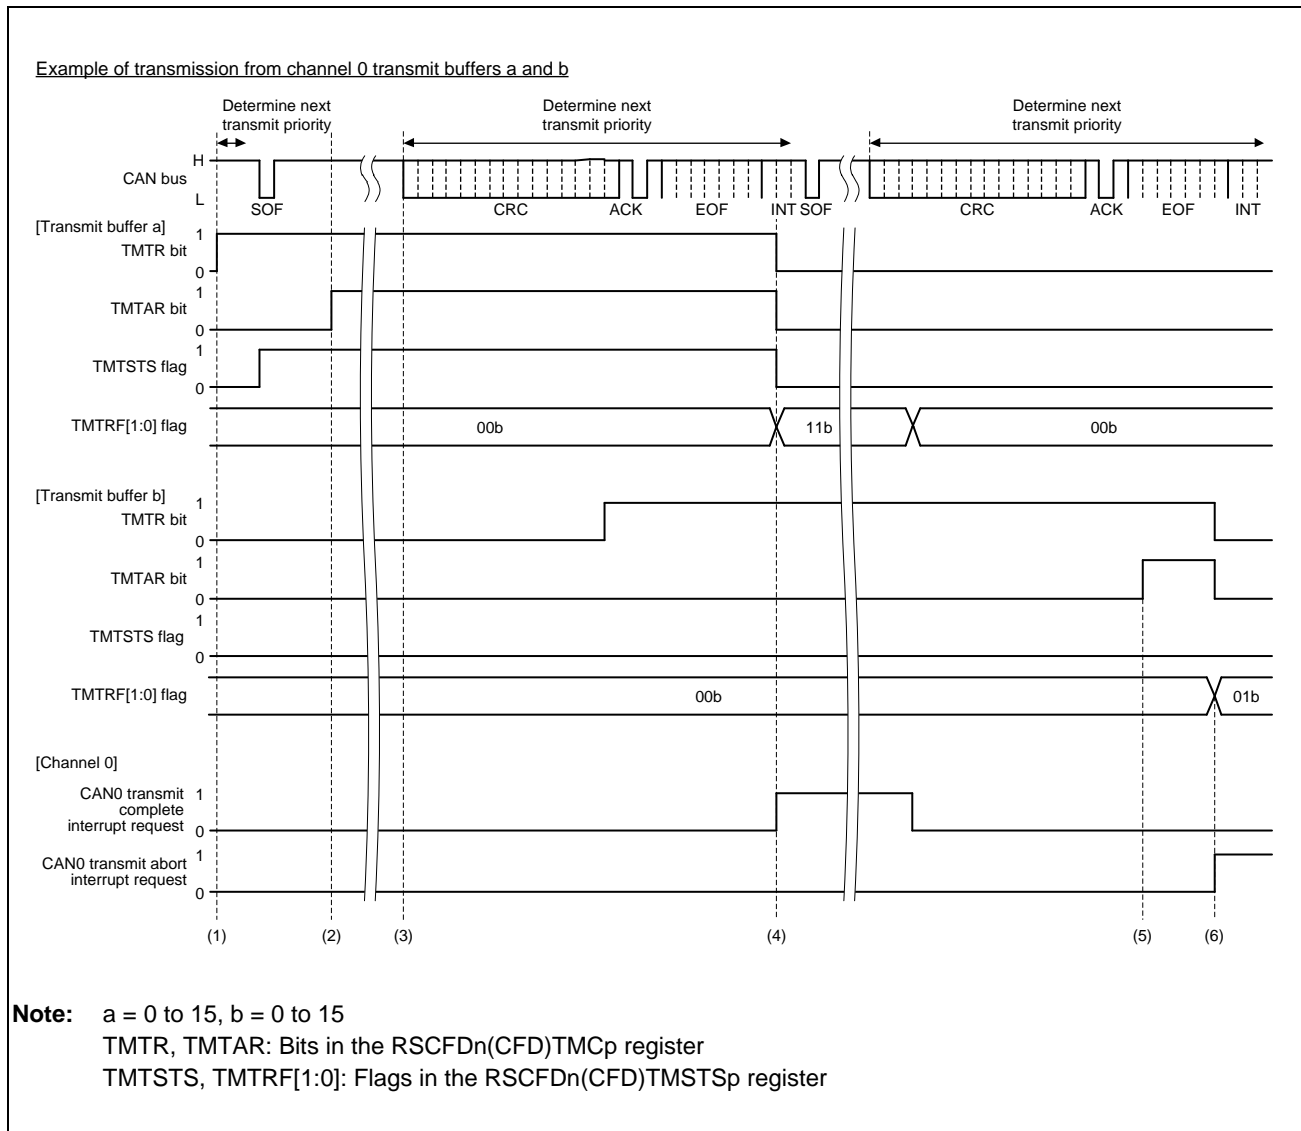 Example of transmission from channel 0 transmit buffers a and b
Determine next
transmit priority
Determine next
transmit priority
Determine next
transmit priority
H
CAN bus
L
SOF
CRC
ACK
EOF
INT
SOF
CRC
ACK
EOF
INT
[Transmit buffer a]
1
TMTR bit
0
1
TMTAR bit
0
1
TMTSTS flag
0
TMTRF[1:0] flag
00b
11b
00b
[Transmit buffer b]
1
TMTR bit
0
1
TMTAR bit
0
1
TMTSTS flag
0
TMTRF[1:0] flag
00b
01b
[Channel 0]
CAN0 transmit
complete
interrupt request
1
0
CAN0 transmit abort
interrupt request
1
0
(1)
(2)
(3)
(4)
(5)
(6)
Note: a = 0 to 15, b = 0 to 15
TMTR, TMTAR: Bits in the RSCFDn(CFD)TMCp register
TMTSTS, TMTRF[1:0]: Flags in the RSCFDn(CFD)TMSTSp register